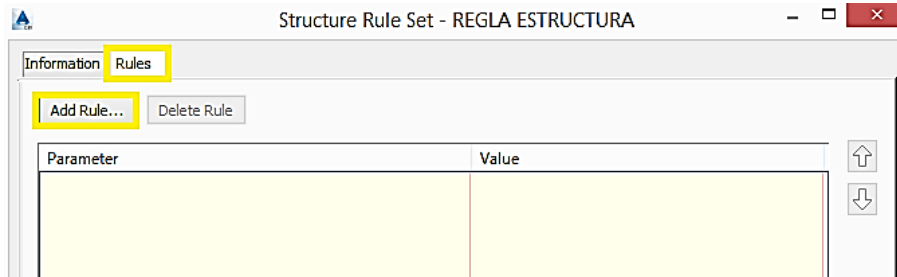 Structure Rule Set - REGLA ESTRUCTURA
Information Rules
Add Rule... Delete Rule
Parameter Value